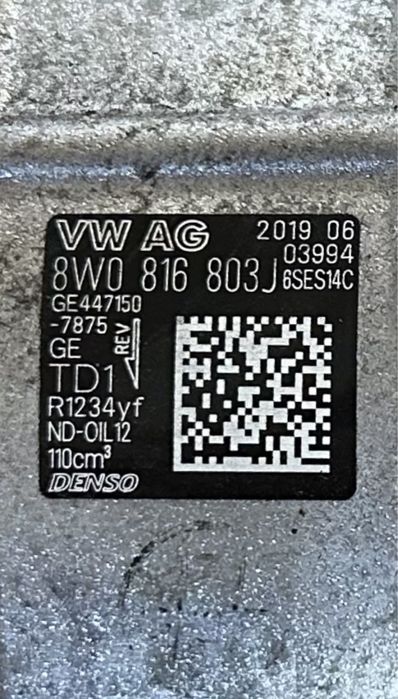 VW AG 2019 06
03994
8W0 816 803J 6SES14C
GE447150
-7875
GE REV
TD1
R1234yf
ND-OIL12
110cm³
DENSO